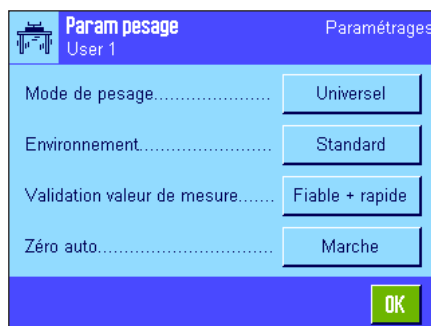 Param pesage Paramétrages
User 1
Mode de pesage...................... Universel
Environnement......................... Standard
Validation valeur de mesure....... Fiable + rapide
Zéro auto................................. Marche
OK